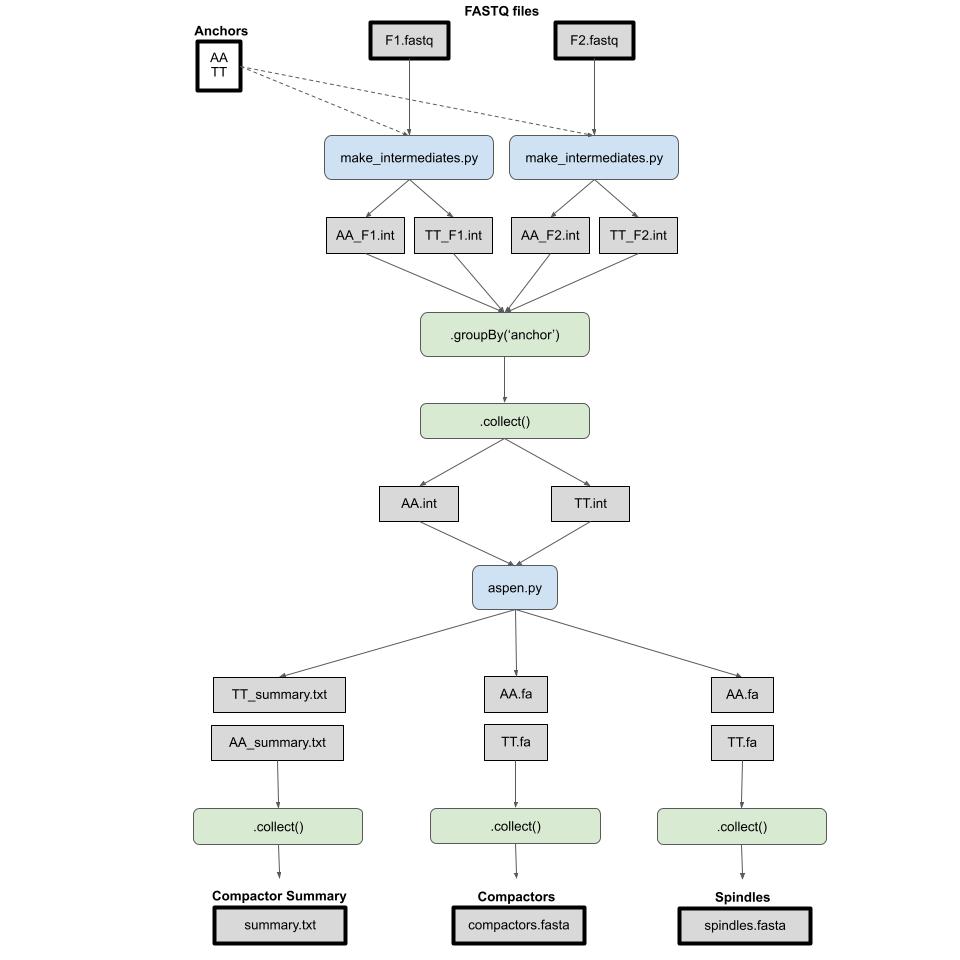 FASTQ files
Anchors
AA
TT
F1.fastq
F2.fastq
make_intermediates.py
make_intermediates.py
AA_F1.int
TT_F1.int
AA_F2.int
TT_F2.int
.groupBy(‘anchor’)
.collect()
AA.int
TT.int
aspen.py
TT_summary.txt
AA.fa
AA.fa
AA_summary.txt
TT.fa
TT.fa
.collect()
.collect()
.collect()
Compactor Summary
Compactors
Spindles
summary.txt
compactors.fasta
spindles.fasta